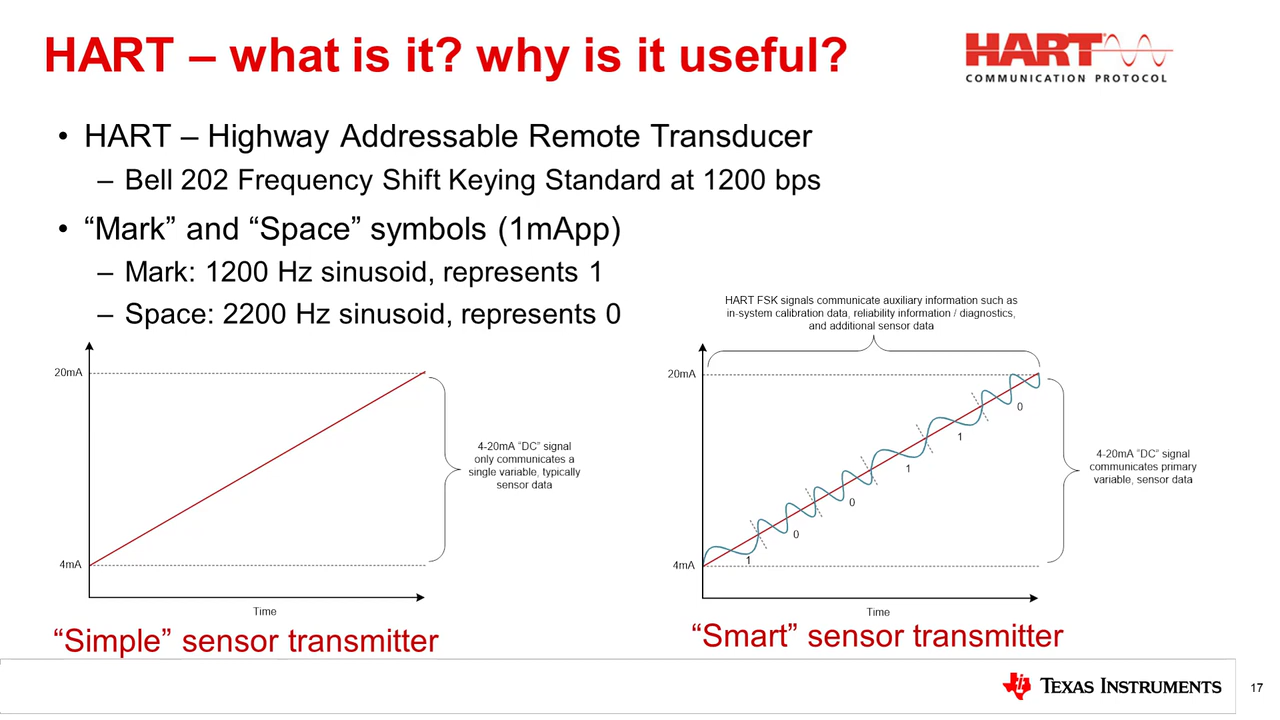 HART – what is it? why is it useful?
HART
COMMUNICATION PROTOCOL
• HART – Highway Addressable Remote Transducer
– Bell 202 Frequency Shift Keying Standard at 1200 bps
• “Mark” and “Space” symbols (1mApp)
– Mark: 1200 Hz sinusoid, represents 1
– Space: 2200 Hz sinusoid, represents 0
20mA
4mA
Time
4-20mA “DC” signal
only communicates a
single variable, typically
sensor data
“Simple” sensor transmitter
HART FSK signals communicate auxiliary information such as
in-system calibration data, reliability information / diagnostics,
and additional sensor data
20mA
4mA
1
0
0
1
1
0
Time
4-20mA “DC” signal
communicates primary
variable, sensor data
“Smart” sensor transmitter
TEXAS INSTRUMENTS
17